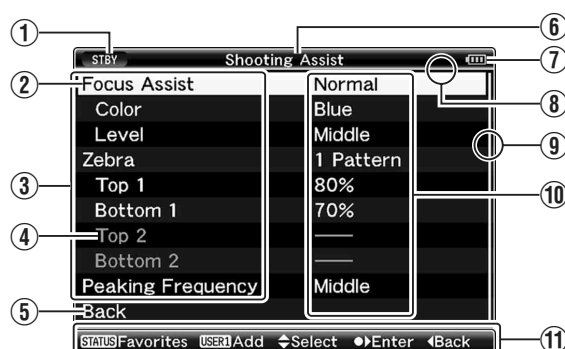 ① ⑥
STBY Shooting Assist ⑦
② Focus Assist Normal ⑧
Color Blue
Level Middle ⑨
Zebra 1 Pattern
③ Top 1 80% ⑩
Bottom 1 70%
④ Top 2 ——
Bottom 2 ——
Peaking Frequency Middle
⑤ Back
STATUS Favorites USER1 Add Select Enter Back ⑪